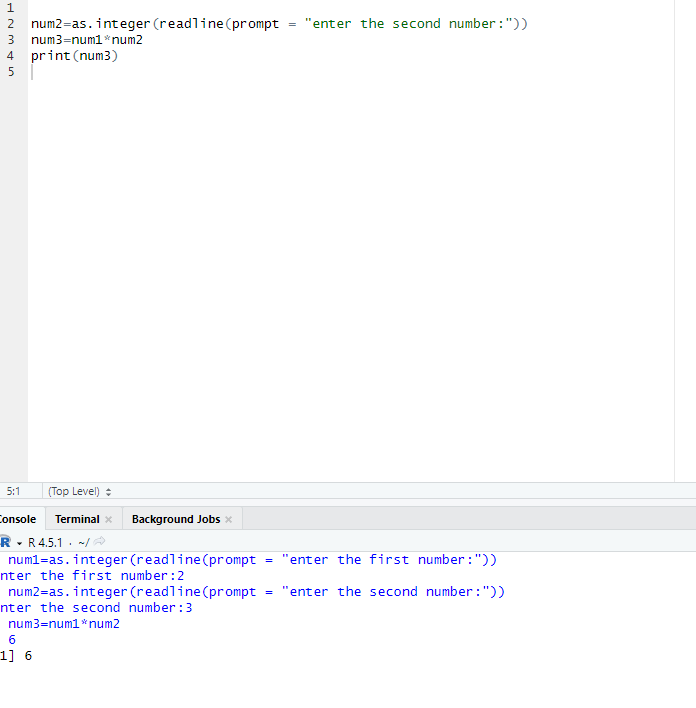 1
2 num2=as.integer(readline(prompt = "enter the second number:"))
3 num3=num1*num2
4 print(num3)
5
5:1 (Top Level)
onsole Terminal Background Jobs
R R 4.5.1 · ~/
num1=as.integer(readline(prompt = "enter the first number:"))
nter the first number:2
num2=as.integer(readline(prompt = "enter the second number:"))
nter the second number:3
num3=num1*num2
6
1] 6